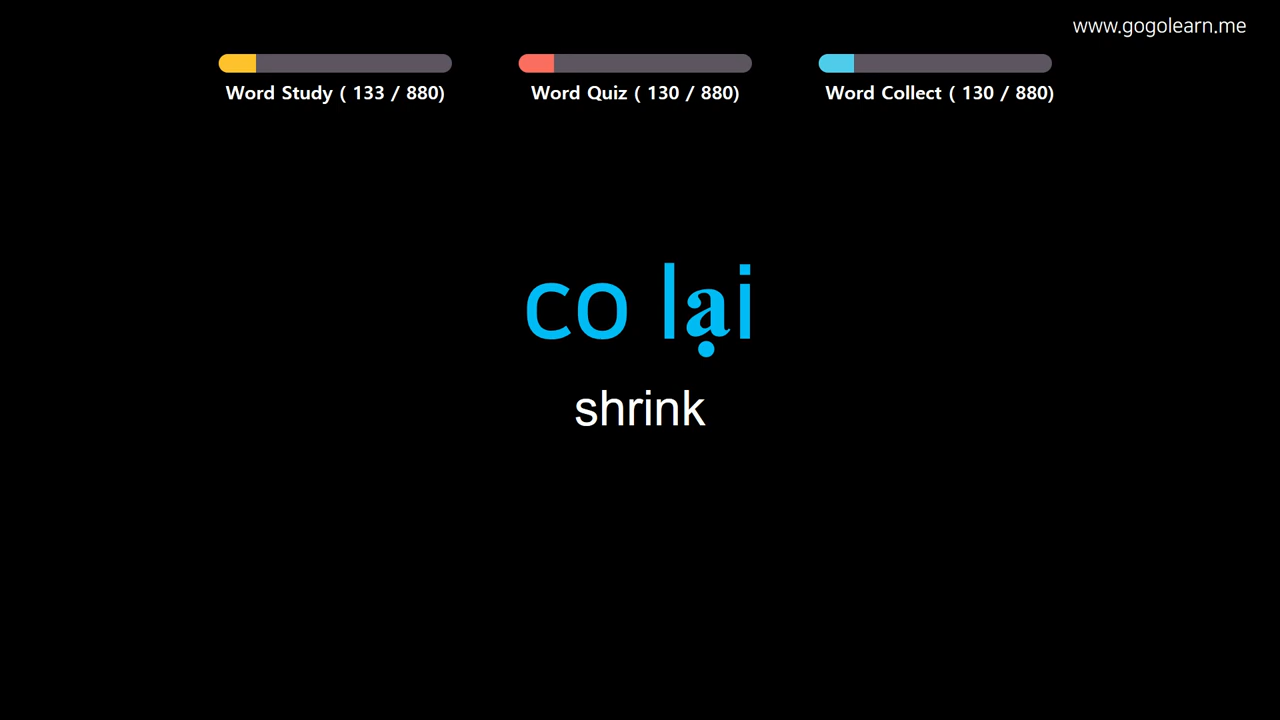 www.gogolearn.me
Word Study ( 133 / 880)
Word Quiz ( 130 / 880)
Word Collect ( 130 / 880)
co lại
shrink